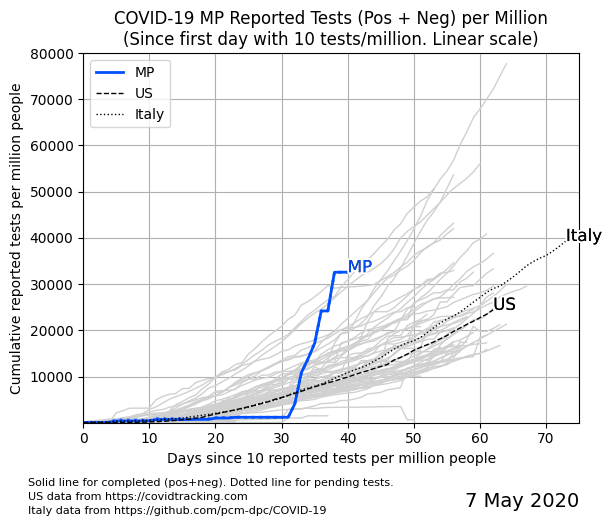 COVID-19 MP Reported Tests (Pos + Neg) per Million
(Since first day with 10 tests/million. Linear scale)
80000
70000
60000
50000
40000
30000
20000
10000
Cumulative reported tests per million people
MP
US
Italy
MP
Italy
US
0 10 20 30 40 50 60 70
Days since 10 reported tests per million people
Solid line for completed (pos+neg). Dotted line for pending tests.
US data from https://covidtracking.com
Italy data from https://github.com/pcm-dpc/COVID-19
7 May 2020